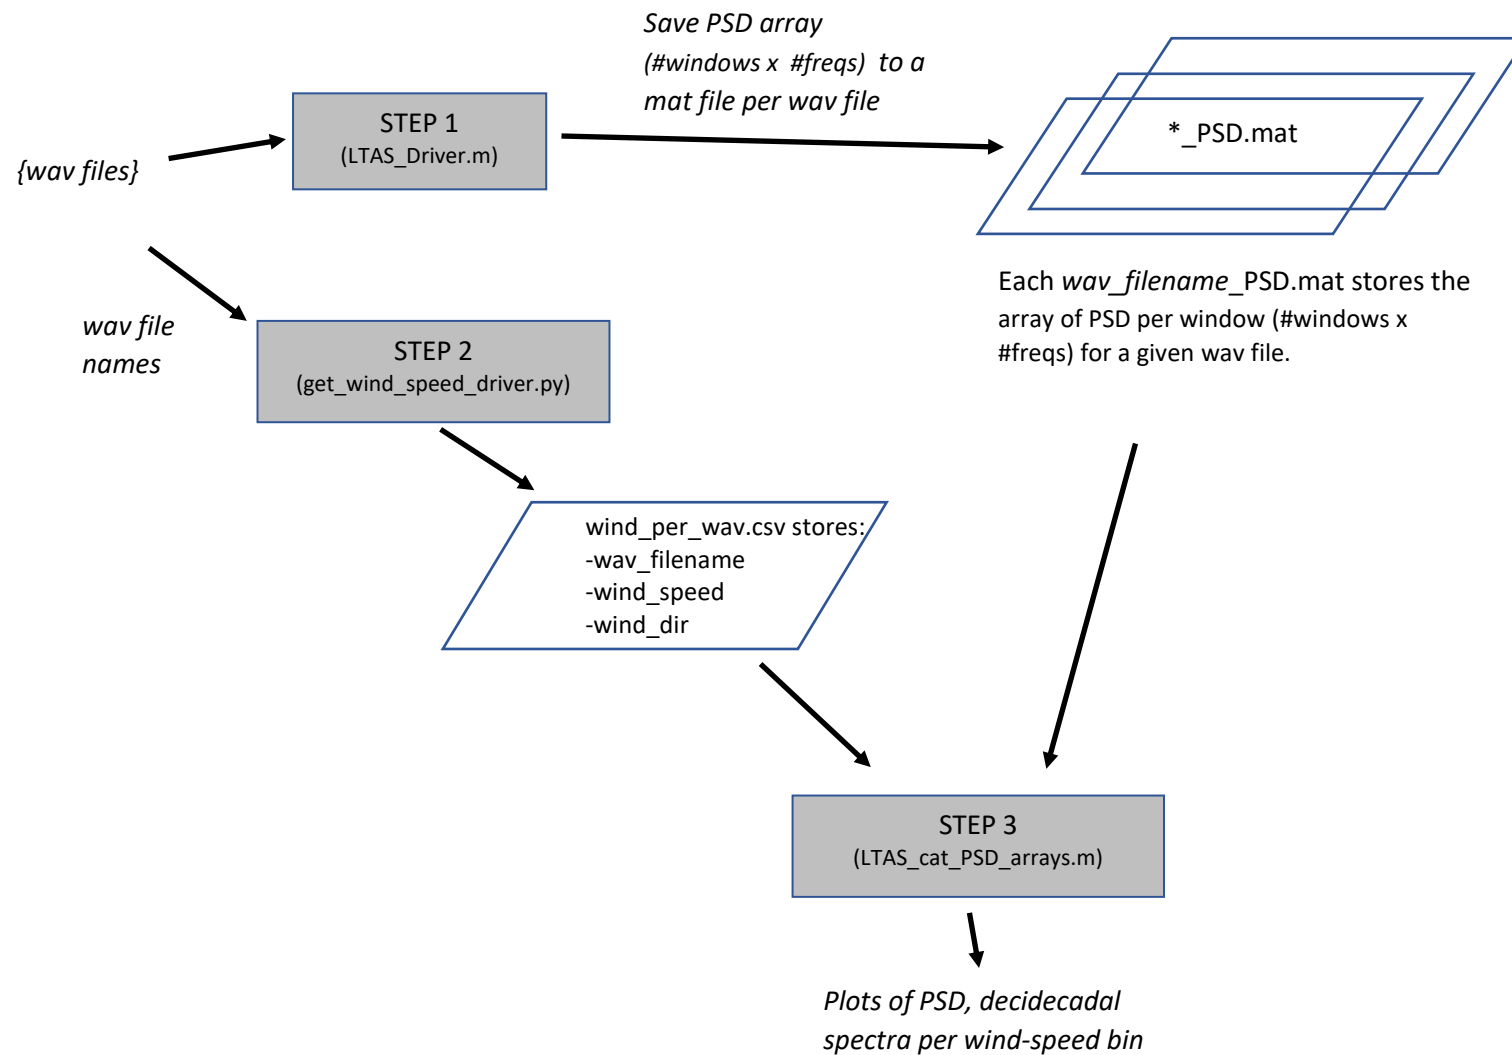 Save PSD array
(#windows x #freqs) to a
mat file per wav file
STEP 1
(LTAS_Driver.m)
*_PSD.mat
{wav files}
Each wav_filename_PSD.mat stores the
array of PSD per window (#windows x
#freqs) for a given wav file.
wav file
names
STEP 2
(get_wind_speed_driver.py)
wind_per_wav.csv stores:
-wav_filename
-wind_speed
-wind_dir
STEP 3
(LTAS_cat_PSD_arrays.m)
Plots of PSD, decidecadal
spectra per wind-speed bin